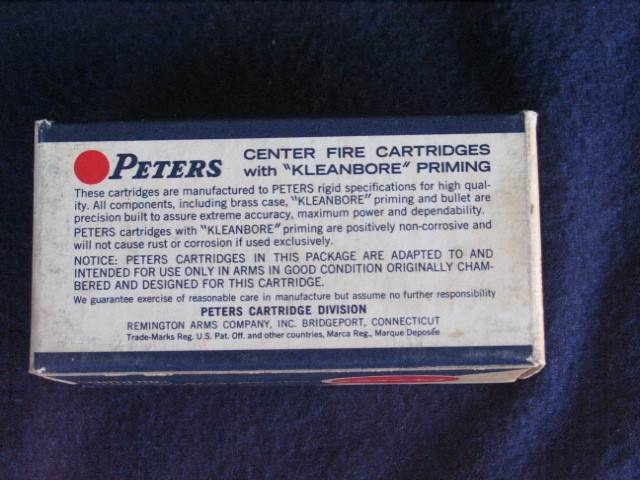 PETERS CENTER FIRE CARTRIDGES
with "KLEANBORE" PRIMING
These cartridges are manufactured to PETERS rigid specifications for high qual-
ity. All components, including brass case, "KLEANBORE" priming and bullet are
precision built to assure extreme accuracy, maximum power and dependability.
PETERS cartridges with "KLEANBORE" priming are positively non-corrosive and
will not cause rust or corrosion if used exclusively.
NOTICE: PETERS CARTRIDGES IN THIS PACKAGE ARE ADAPTED TO AND
INTENDED FOR USE ONLY IN ARMS IN GOOD CONDITION ORIGINALLY CHAM-
BERED AND DESIGNED FOR THIS CARTRIDGE.
We guarantee exercise of reasonable care in manufacture but assume no further responsibility
PETERS CARTRIDGE DIVISION
REMINGTON ARMS COMPANY, INC. BRIDGEPORT, CONNECTICUT
Trade-Marks Reg. U.S. Pat. Off. and other countries, Marca Reg., Marque Deposée